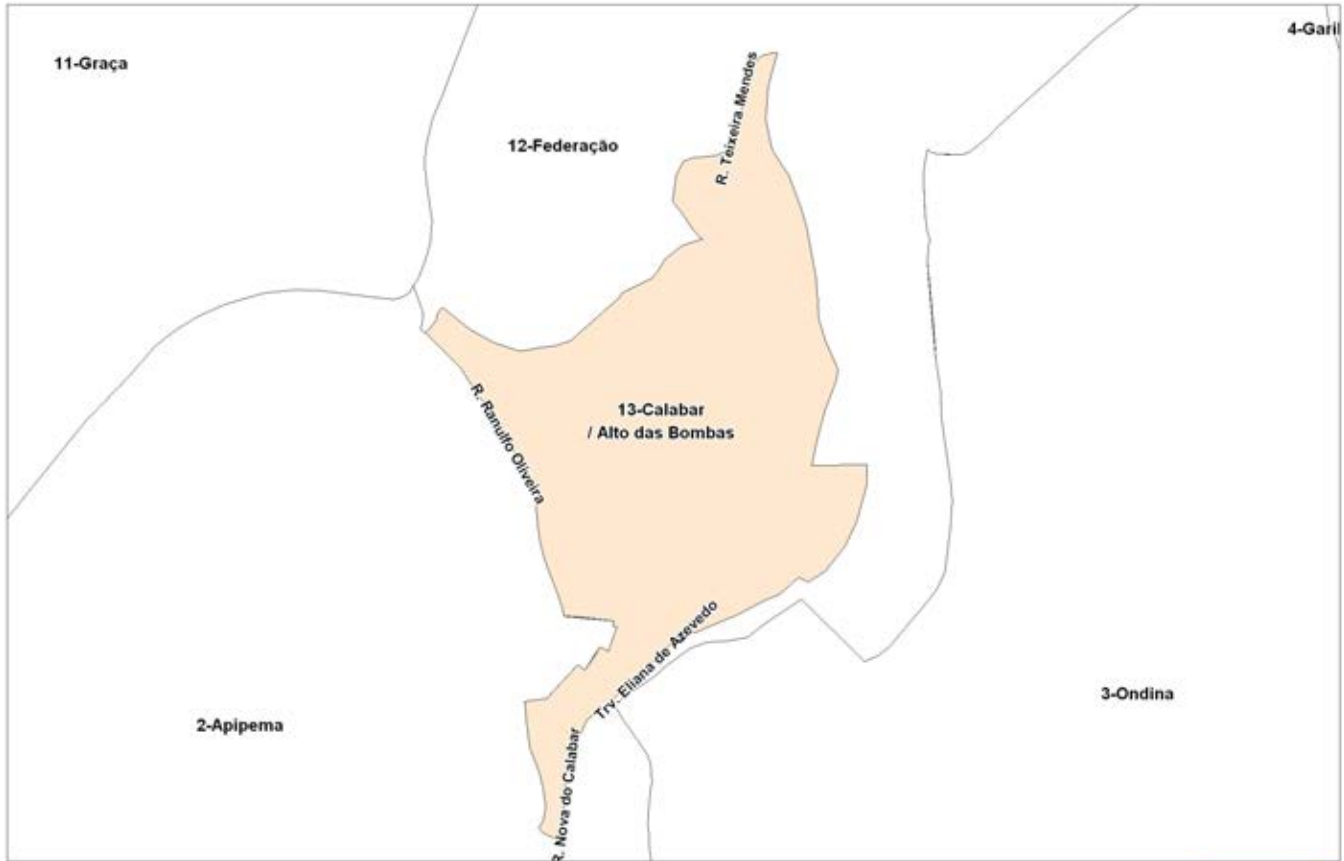 4-Gari
11-Graça
R. Teixeira Mendes
12-Federação
13-Calabar
/ Alto das Bombas
R. Ranulfo Oliveira
Trv. Eliana de Azevedo
3-Ondina
2-Apipema
R. Nova do Calabar